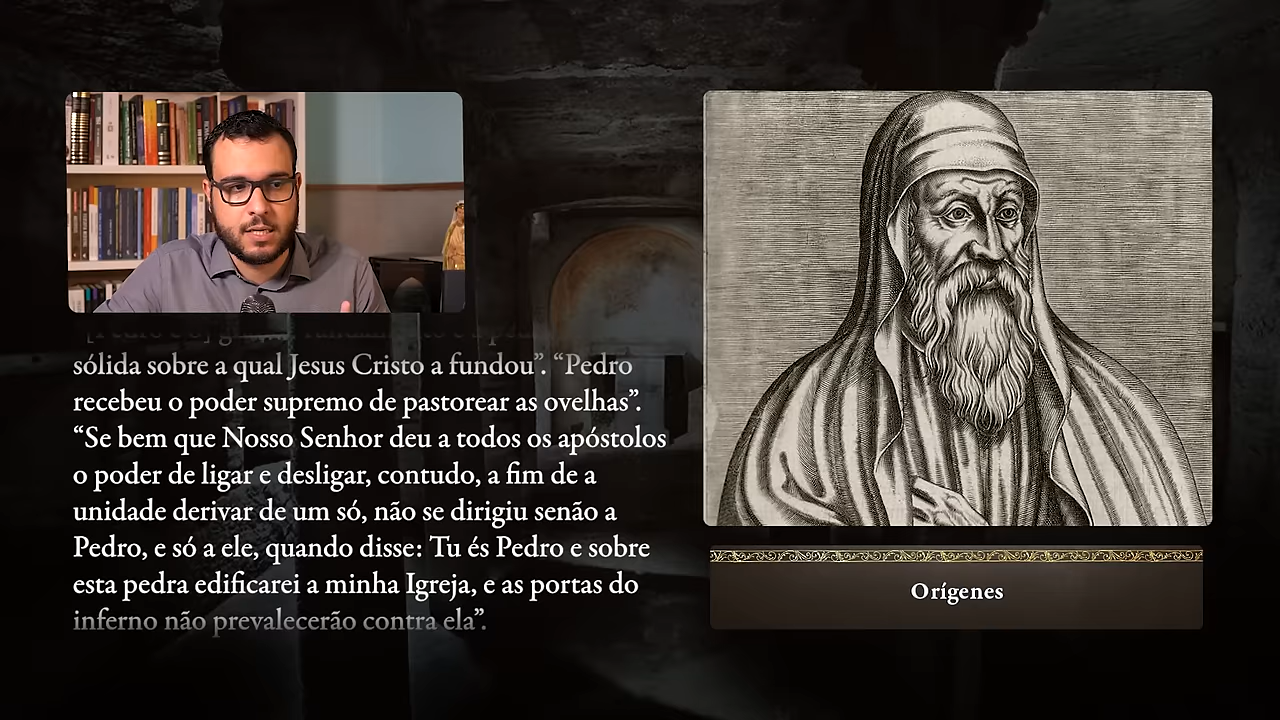 sólida sobre a qual Jesus Cristo a fundou”. “Pedro
recebeu o poder supremo de pastorear as ovelhas”.
“Se bem que Nosso Senhor deu a todos os apóstolos
o poder de ligar e desligar, contudo, a fim de a
unidade derivar de um só, não se dirigiu senão a
Pedro, e só a ele, quando disse: Tu és Pedro e sobre
esta pedra edificarei a minha Igreja, e as portas do
inferno não prevalecerão contra ela”.
Orígenes